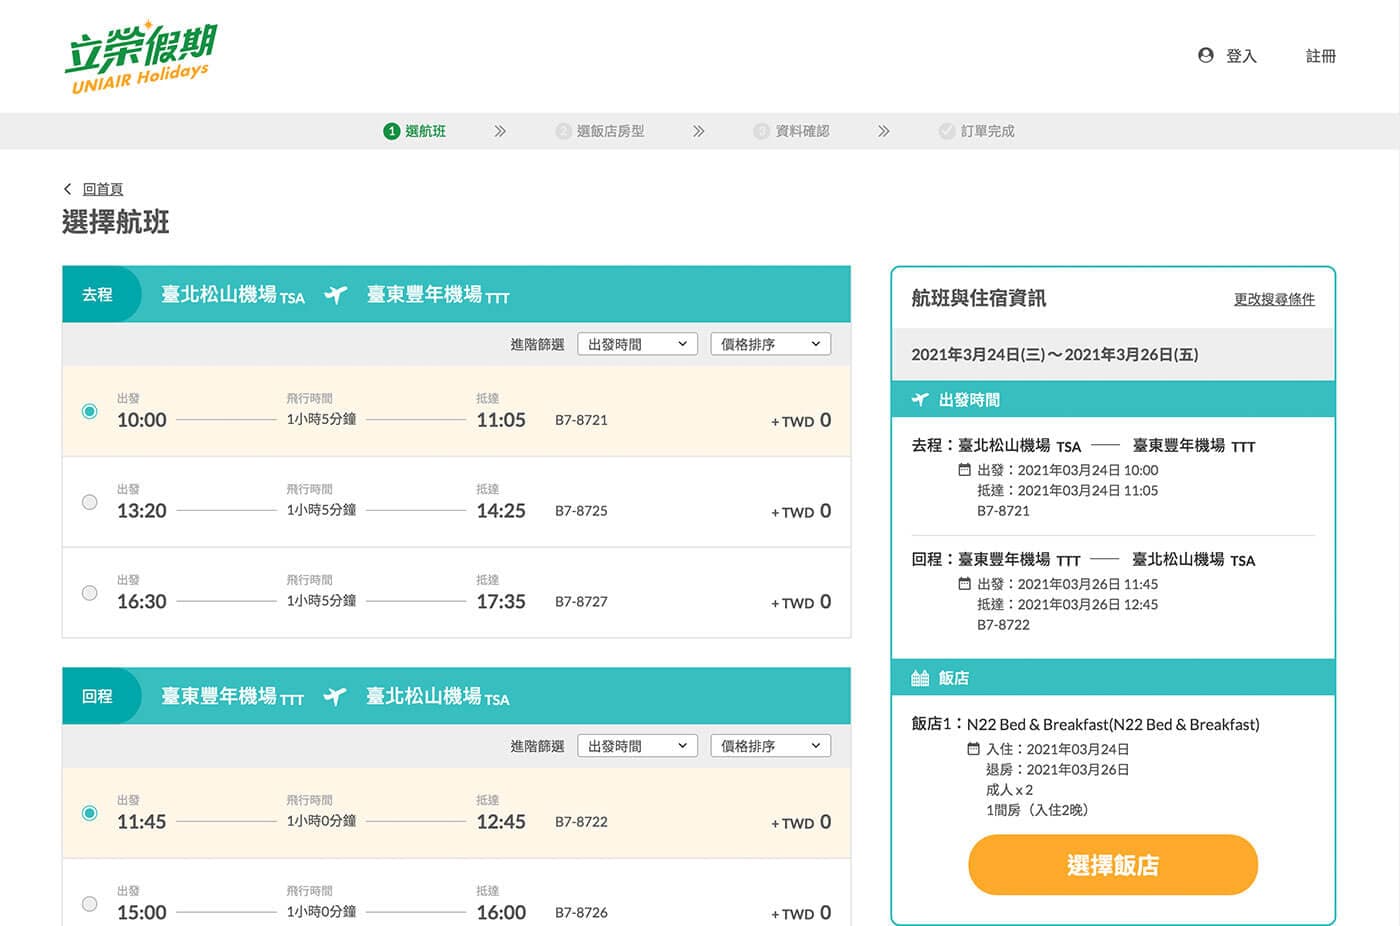 立榮假期
UNIAIR Holidays
登入 註冊
1 選航班 2 選飯店房型 3 資料確認 訂單完成
回首頁
選擇航班
去程 臺北松山機場 TSA 臺東豐年機場 TTT
進階篩選 出發時間 價格排序
出發 飛行時間 抵達
10:00 1小時5分鐘 11:05 B7-8721 + TWD 0
出發 飛行時間 抵達
13:20 1小時5分鐘 14:25 B7-8725 + TWD 0
出發 飛行時間 抵達
16:30 1小時5分鐘 17:35 B7-8727 + TWD 0
回程 臺東豐年機場 TTT 臺北松山機場 TSA
進階篩選 出發時間 價格排序
出發 飛行時間 抵達
11:45 1小時0分鐘 12:45 B7-8722 + TWD 0
出發 飛行時間 抵達
15:00 1小時0分鐘 16:00 B7-8726 + TWD 0
航班與住宿資訊 更改搜尋條件
2021年3月24日(三)～2021年3月26日(五)
出發時間
去程：臺北松山機場 TSA —— 臺東豐年機場 TTT
出發：2021年03月24日 10:00
抵達：2021年03月24日 11:05
B7-8721
回程：臺東豐年機場 TTT —— 臺北松山機場 TSA
出發：2021年03月26日 11:45
抵達：2021年03月26日 12:45
B7-8722
飯店
飯店1：N22 Bed & Breakfast(N22 Bed & Breakfast)
入住：2021年03月24日
退房：2021年03月26日
成人 x 2
1間房（入住2晚）
選擇飯店